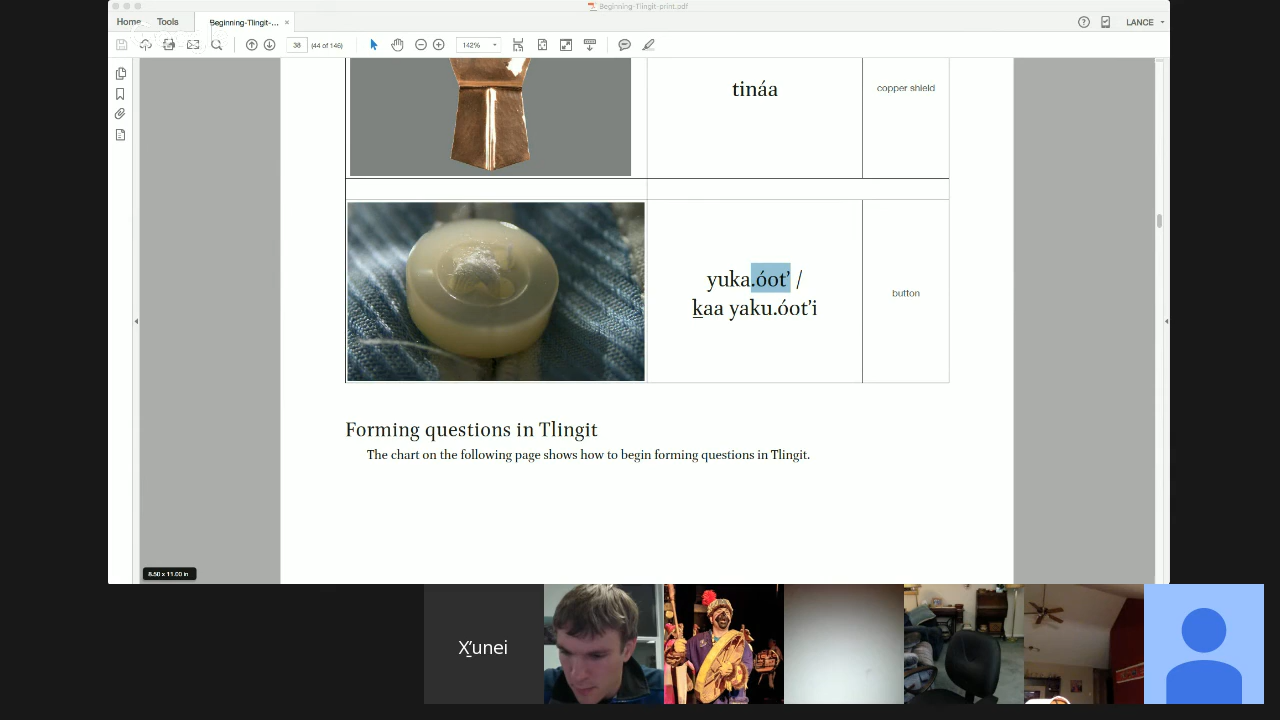 Beginning-Tlingit-print.pdf
Home Tools Beginning-Tlingit-... × LANCE
38 (44 of 146) 142%
tináa copper shield
yuka.óot’ /
ḵaa yaku.óot’i
button
Forming questions in Tlingit
The chart on the following page shows how to begin forming questions in Tlingit.
8.50 x 11.00 in
X̱ʼunei